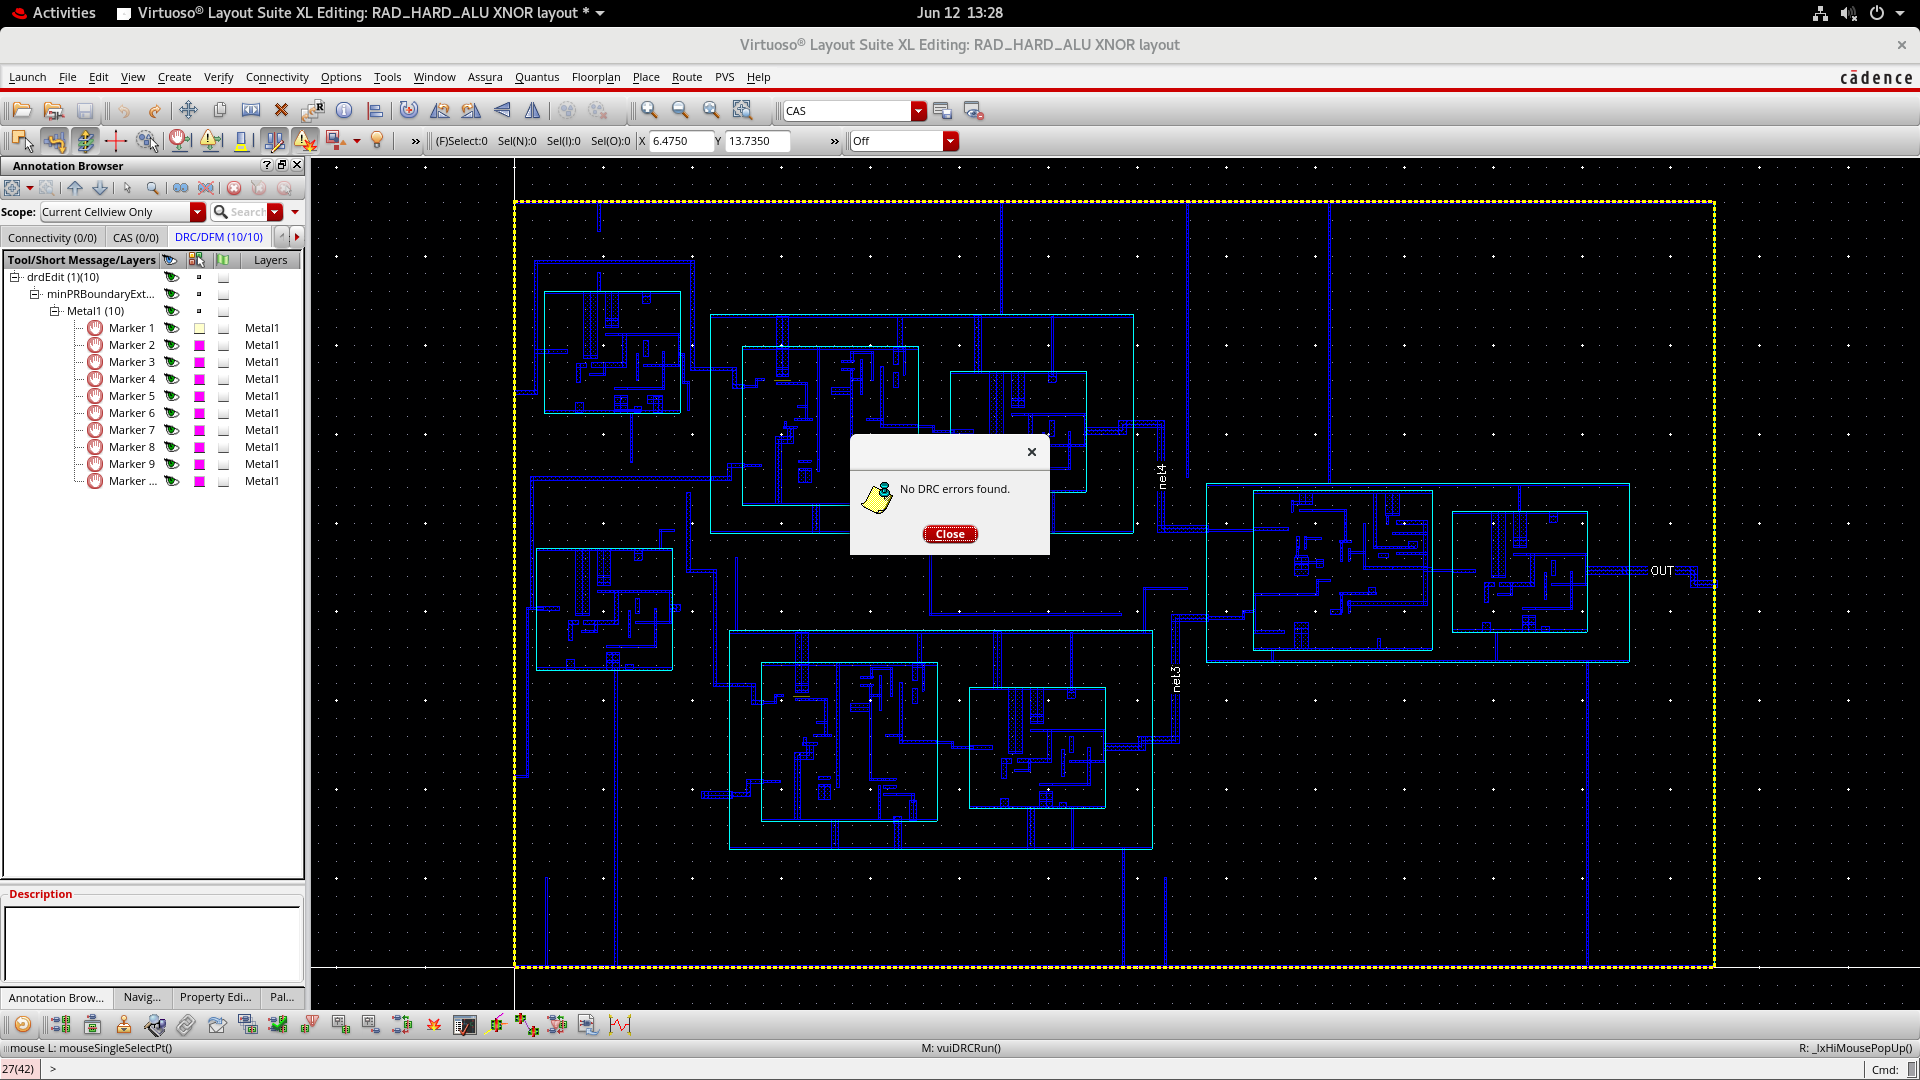 Activities
Virtuoso® Layout Suite XL Editing: RAD_HARD_ALU XNOR layout *
Jun 12 13:28
Virtuoso® Layout Suite XL Editing: RAD_HARD_ALU XNOR layout
Launch File Edit View Create Verify Connectivity Options Tools Window Assura Quantus Floorplan Place Route PVS Help
cādence
CAS
(F)Select:0 Sel(N):0 Sel(I):0 Sel(O):0 X 6.4750 Y 13.7350 Off
Annotation Browser
Scope: Current Cellview Only Search
Connectivity (0/0) CAS (0/0) DRC/DFM (10/10)
Tool/Short Message/Layers Layers
drdEdit (1)(10)
minPRBoundaryExt...
Metal1 (10)
Marker 1 Metal1
Marker 2 Metal1
Marker 3 Metal1
Marker 4 Metal1
Marker 5 Metal1
Marker 6 Metal1
Marker 7 Metal1
Marker 8 Metal1
Marker 9 Metal1
Marker ... Metal1
No DRC errors found.
Close
net4
OUT
net3
Description
Annotation Brow... Navig... Property Edi... Pal...
mouse L: mouseSingleSelectPt() M: vuiDRCRun() R: _lxHiMousePopUp()
27(42) > Cmd: